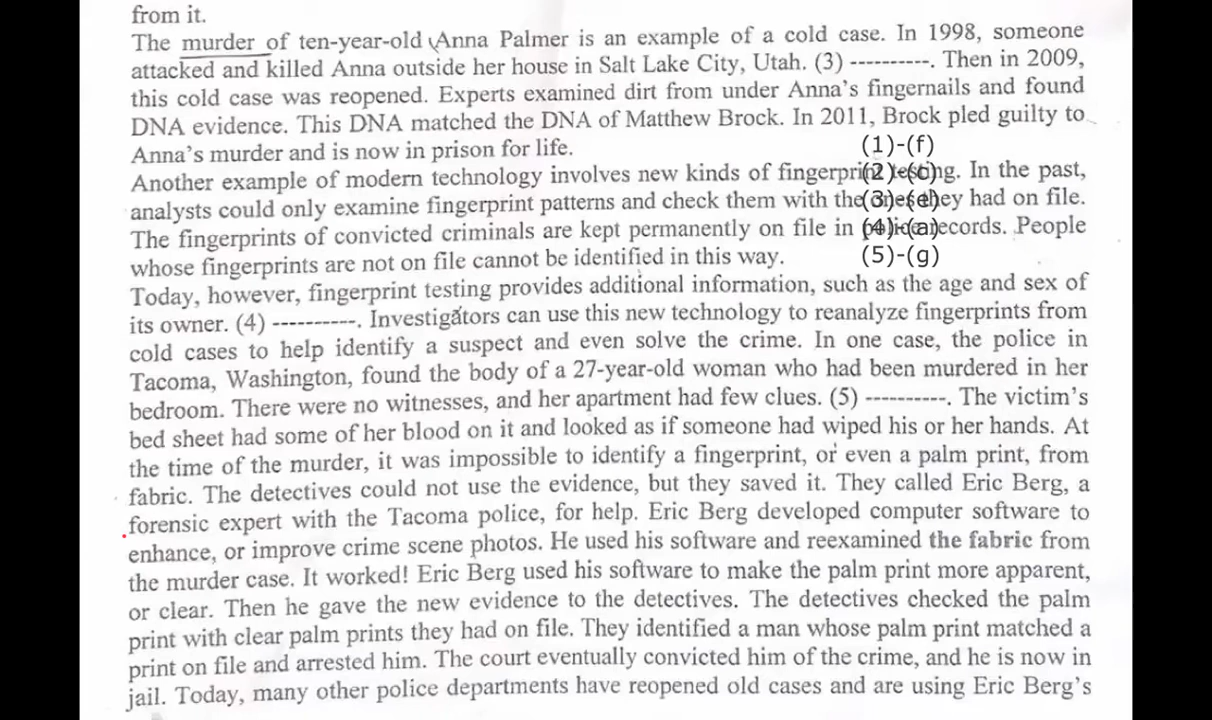 from it.
The murder of ten-year-old Anna Palmer is an example of a cold case. In 1998, someone
attacked and killed Anna outside her house in Salt Lake City, Utah. (3) ----------. Then in 2009,
this cold case was reopened. Experts examined dirt from under Anna's fingernails and found
DNA evidence. This DNA matched the DNA of Matthew Brock. In 2011, Brock pled guilty to
Anna's murder and is now in prison for life.
(1)-(f)
Another example of modern technology involves new kinds of fingerprint testing. In the past,
(2)-(c)
analysts could only examine fingerprint patterns and check them with the ones they had on file.
(3)-(e)
The fingerprints of convicted criminals are kept permanently on file in police records. People
(4)-(a)
whose fingerprints are not on file cannot be identified in this way.
(5)-(g)
Today, however, fingerprint testing provides additional information, such as the age and sex of
its owner. (4) ----------. Investigators can use this new technology to reanalyze fingerprints from
cold cases to help identify a suspect and even solve the crime. In one case, the police in
Tacoma, Washington, found the body of a 27-year-old woman who had been murdered in her
bedroom. There were no witnesses, and her apartment had few clues. (5) ----------. The victim's
bed sheet had some of her blood on it and looked as if someone had wiped his or her hands. At
the time of the murder, it was impossible to identify a fingerprint, or even a palm print, from
fabric. The detectives could not use the evidence, but they saved it. They called Eric Berg, a
forensic expert with the Tacoma police, for help. Eric Berg developed computer software to
enhance, or improve crime scene photos. He used his software and reexamined the fabric from
the murder case. It worked! Eric Berg used his software to make the palm print more apparent,
or clear. Then he gave the new evidence to the detectives. The detectives checked the palm
print with clear palm prints they had on file. They identified a man whose palm print matched a
print on file and arrested him. The court eventually convicted him of the crime, and he is now in
jail. Today, many other police departments have reopened old cases and are using Eric Berg's